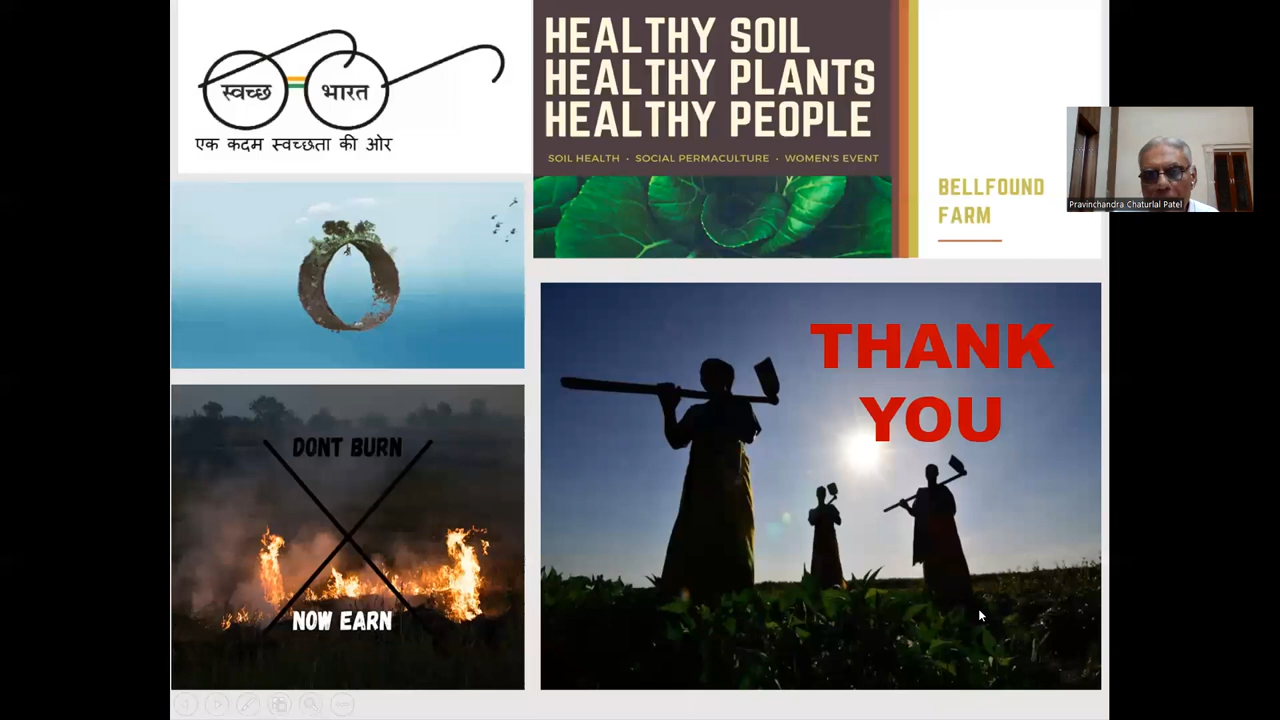 स्वच्छ भारत
एक कदम स्वच्छता की ओर
HEALTHY SOIL
HEALTHY PLANTS
HEALTHY PEOPLE
SOIL HEALTH · SOCIAL PERMACULTURE · WOMEN'S EVENT
BELLFOUND
FARM
Pravinchandra Chaturlal Patel
DONT BURN
NOW EARN
THANK
YOU